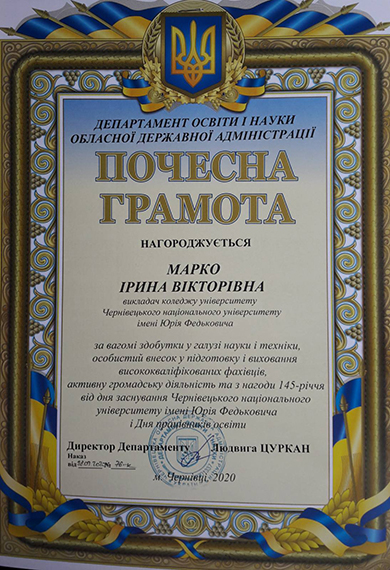 ДЕПАРТАМЕНТ ОСВІТИ І НАУКИ
ОБЛАСНОЇ ДЕРЖАВНОЇ АДМІНІСТРАЦІЇ
ПОЧЕСНА
ГРАМОТА
НАГОРОДЖУЄТЬСЯ
МАРКО
ІРИНА ВІКТОРІВНА
викладач коледжу університету
Чернівецького національного університету
імені Юрія Федьковича
за вагомі здобутки у галузі науки і техніки,
особистий внесок у підготовку і виховання
висококваліфікованих фахівців,
активну громадську діяльність та з нагоди 145-річчя
від дня заснування Чернівецького національного
університету імені Юрія Федьковича
і Дня працівників освіти
Директор Департаменту Людвига ЦУРКАН
Наказ
від
м. Чернівці, 2020